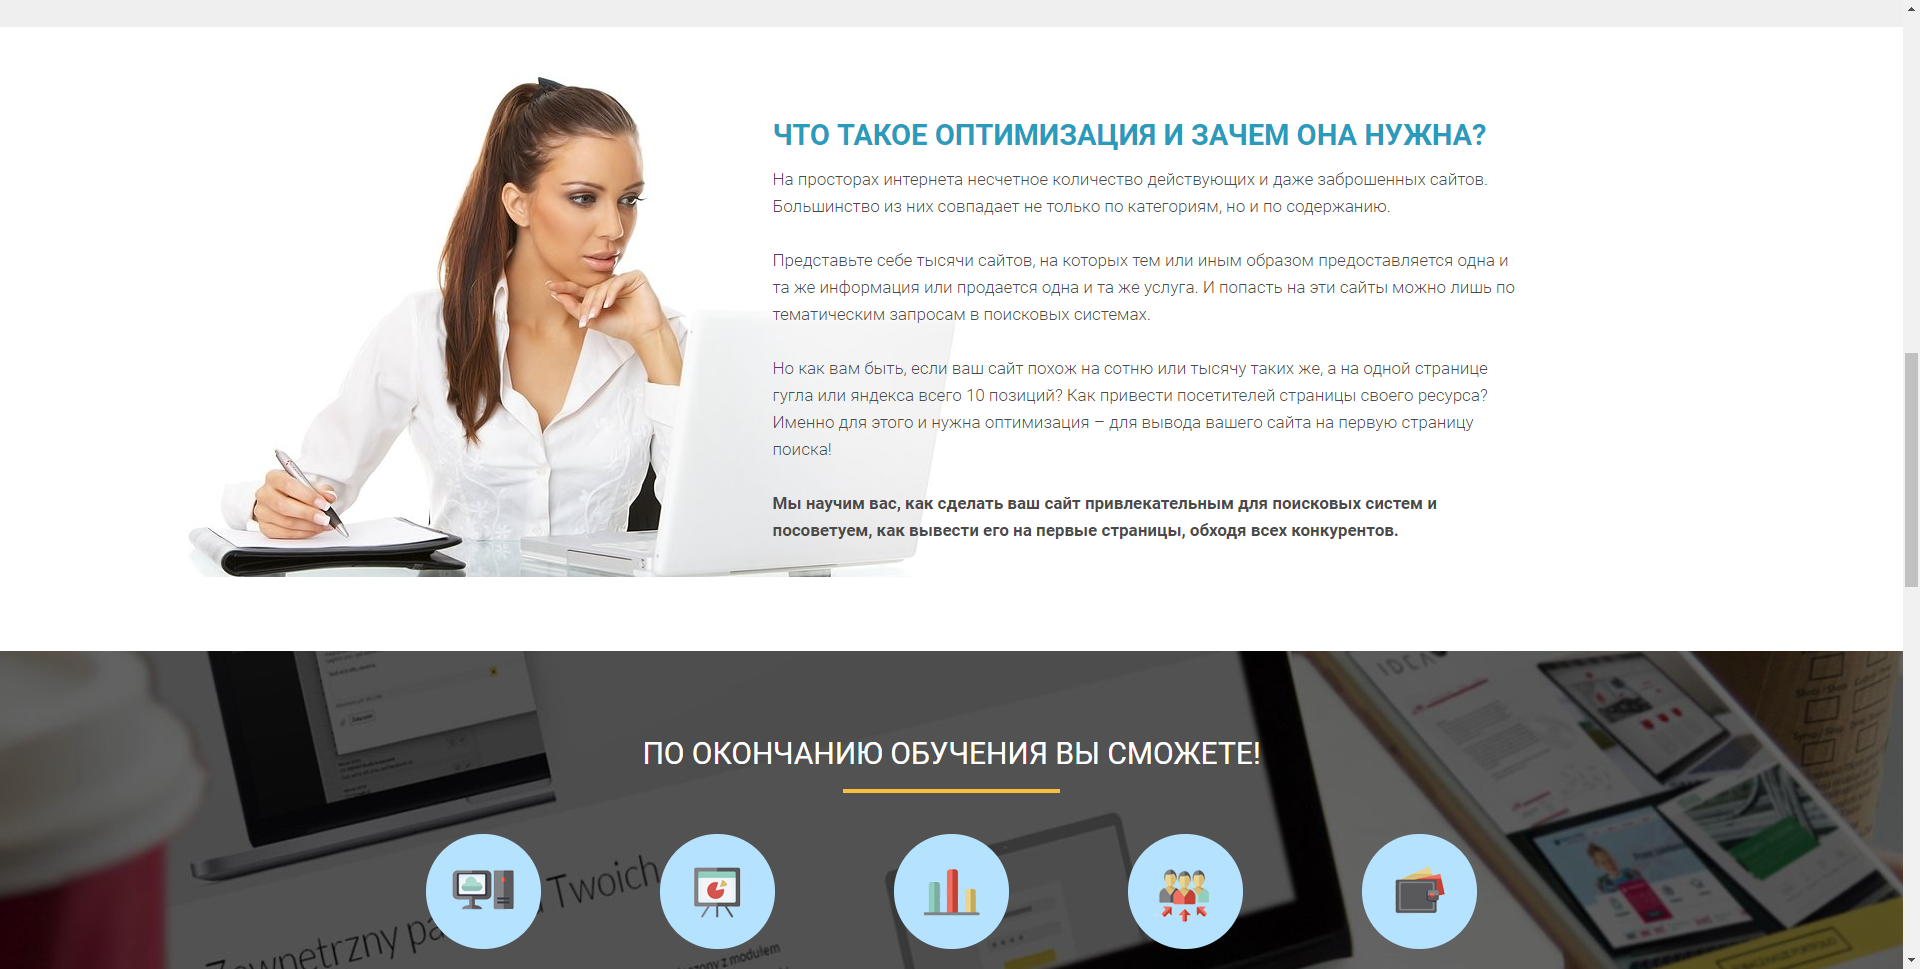 ЧТО ТАКОЕ ОПТИМИЗАЦИЯ И ЗАЧЕМ ОНА НУЖНА?
На просторах интернета несчетное количество действующих и даже заброшенных сайтов.
Большинство из них совпадает не только по категориям, но и по содержанию.
Представьте себе тысячи сайтов, на которых тем или иным образом предоставляется одна и
та же информация или продается одна и та же услуга. И попасть на эти сайты можно лишь по
тематическим запросам в поисковых системах.
Но как вам быть, если ваш сайт похож на сотню или тысячу таких же, а на одной странице
гугла или яндекса всего 10 позиций? Как привести посетителей страницы своего ресурса?
Именно для этого и нужна оптимизация – для вывода вашего сайта на первую страницу
поиска!
Мы научим вас, как сделать ваш сайт привлекательным для поисковых систем и
посоветуем, как вывести его на первые страницы, обходя всех конкурентов.
ПО ОКОНЧАНИЮ ОБУЧЕНИЯ ВЫ СМОЖЕТЕ!
Twoich
Zewnętrzny
z modułem